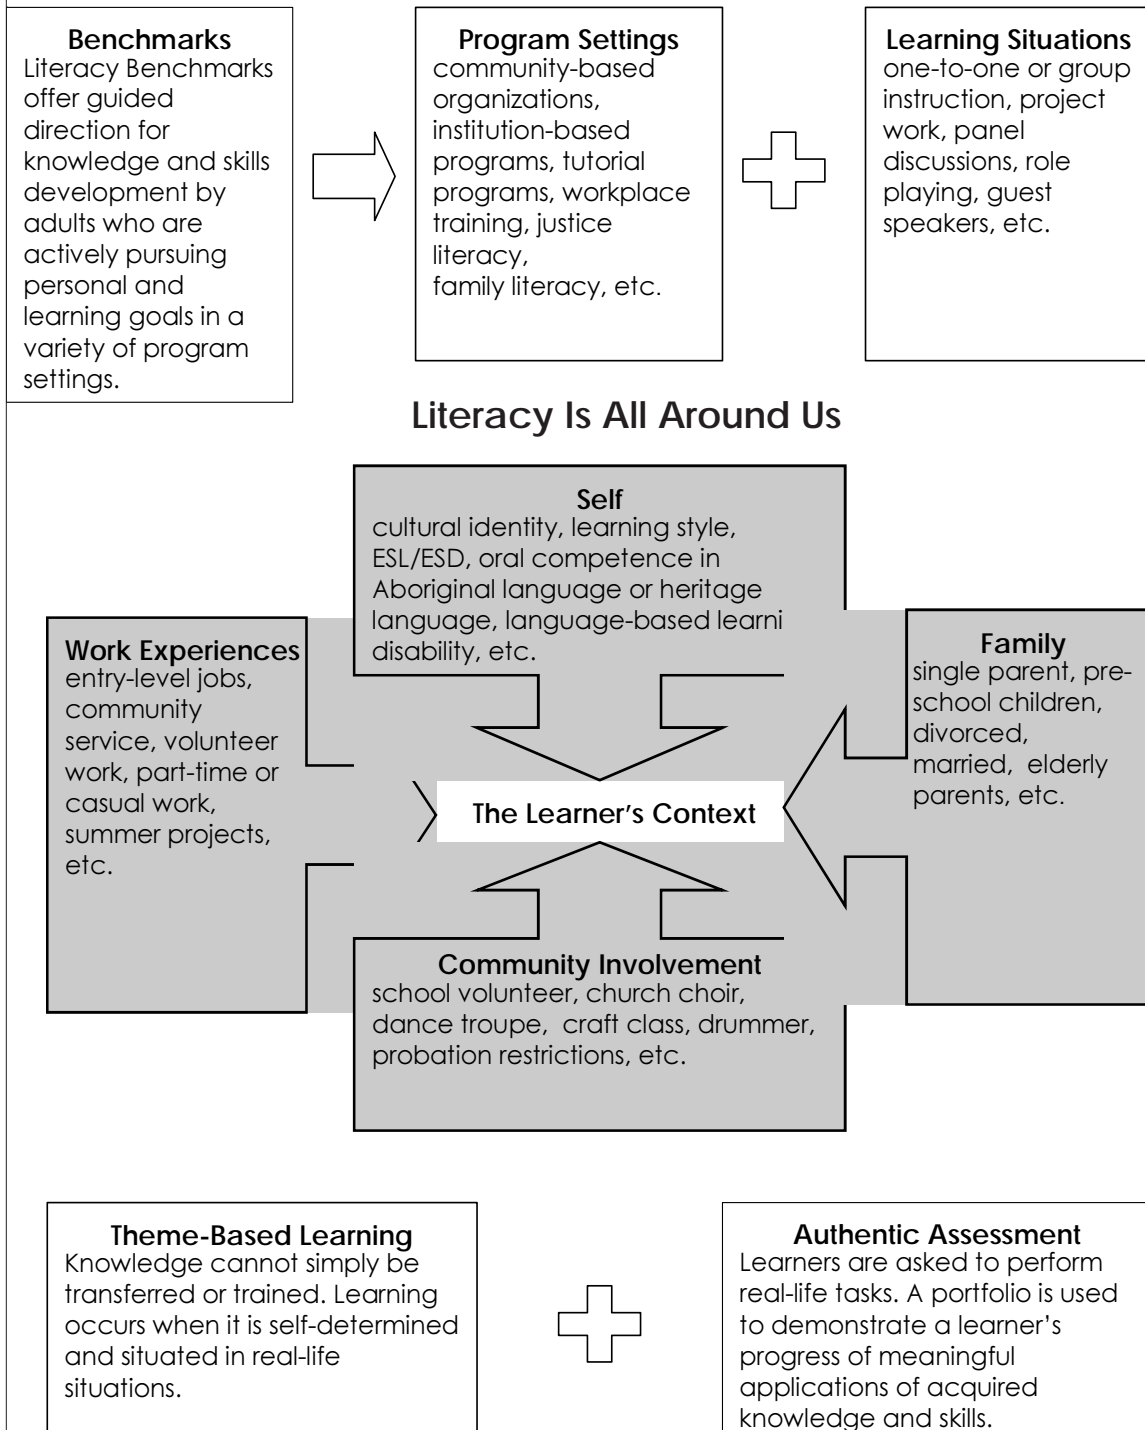 Benchmarks
Literacy Benchmarks
offer guided
direction for
knowledge and skills
development by
adults who are
actively pursuing
personal and
learning goals in a
variety of program
settings.
Program Settings
community-based
organizations,
institution-based
programs, tutorial
programs, workplace
training, justice
literacy,
family literacy, etc.
Learning Situations
one-to-one or group
instruction, project
work, panel
discussions, role
playing, guest
speakers, etc.
Literacy Is All Around Us
Self
cultural identity, learning style,
ESL/ESD, oral competence in
Aboriginal language or heritage
language, language-based learni
disability, etc.
Work Experiences
entry-level jobs,
community
service, volunteer
work, part-time or
casual work,
summer projects,
etc.
Family
single parent, pre-
school children,
divorced,
married, elderly
parents, etc.
The Learner's Context
Community Involvement
school volunteer, church choir,
dance troupe, craft class, drummer,
probation restrictions, etc.
Theme-Based Learning
Knowledge cannot simply be
transferred or trained. Learning
occurs when it is self-determined
and situated in real-life
situations.
Authentic Assessment
Learners are asked to perform
real-life tasks. A portfolio is used
to demonstrate a learner's
progress of meaningful
applications of acquired
knowledge and skills.